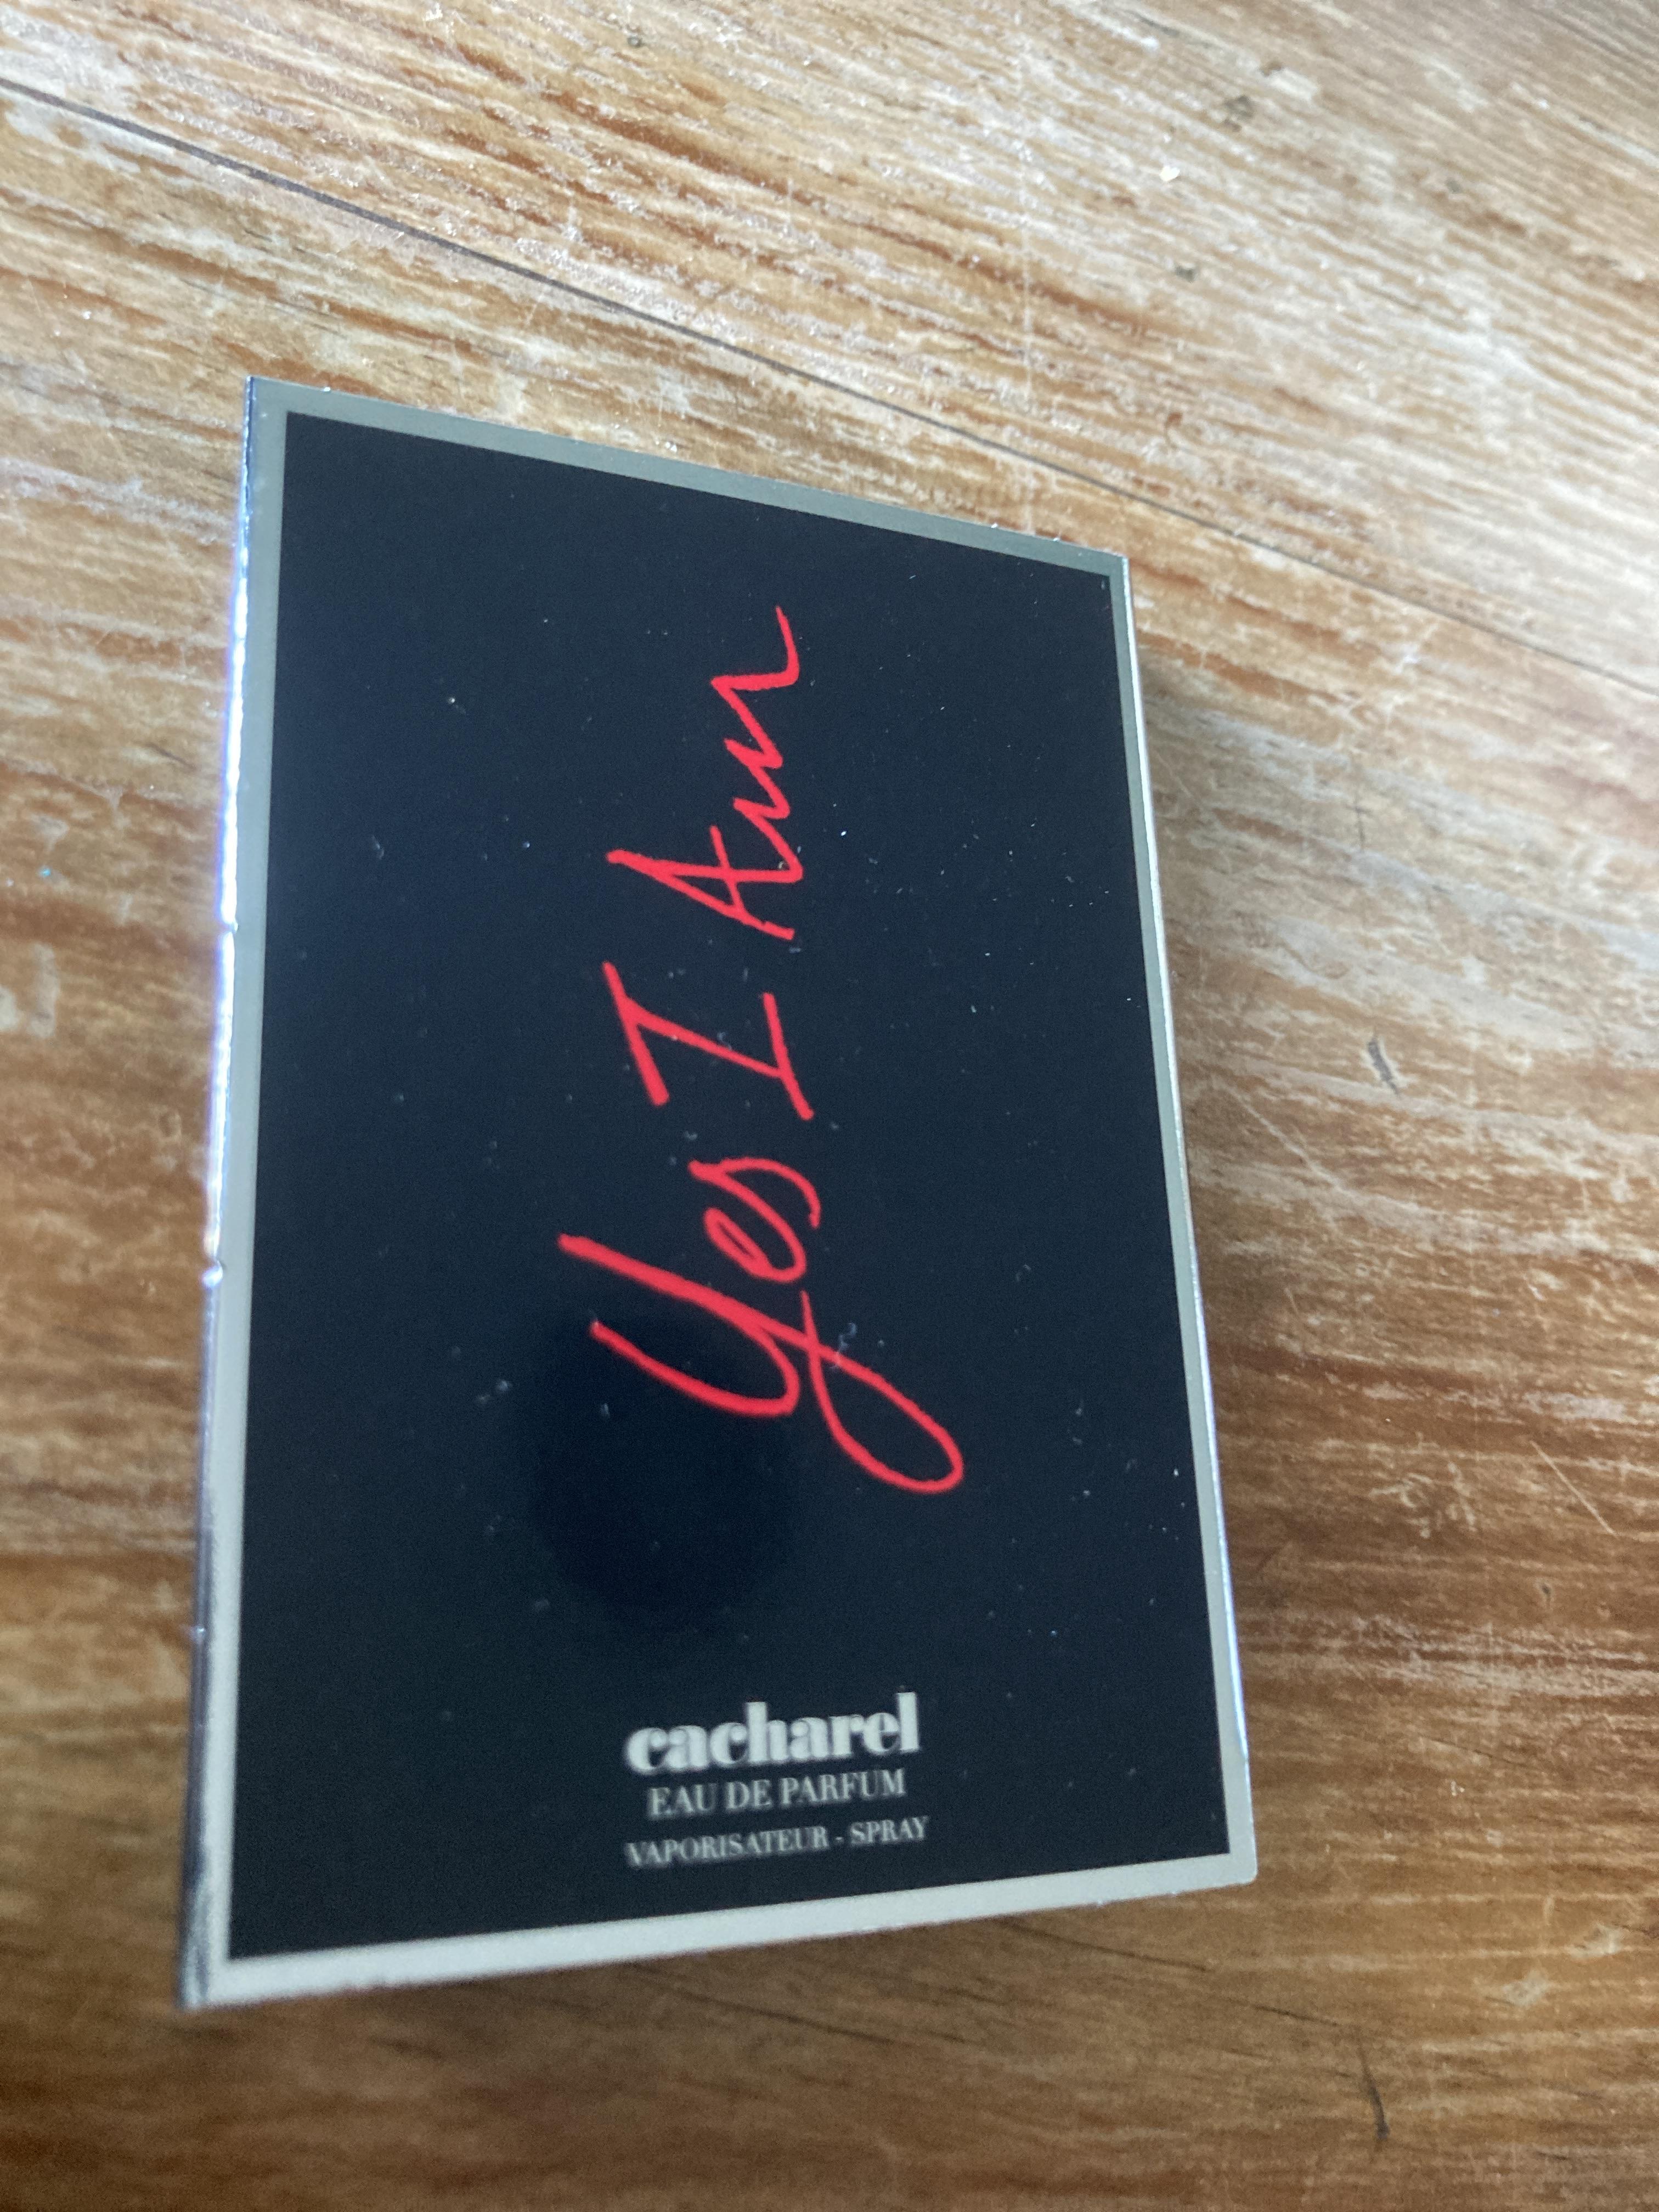 Yes I Am
cacharel
EAU DE PARFUM
VAPORISATEUR - SPRAY